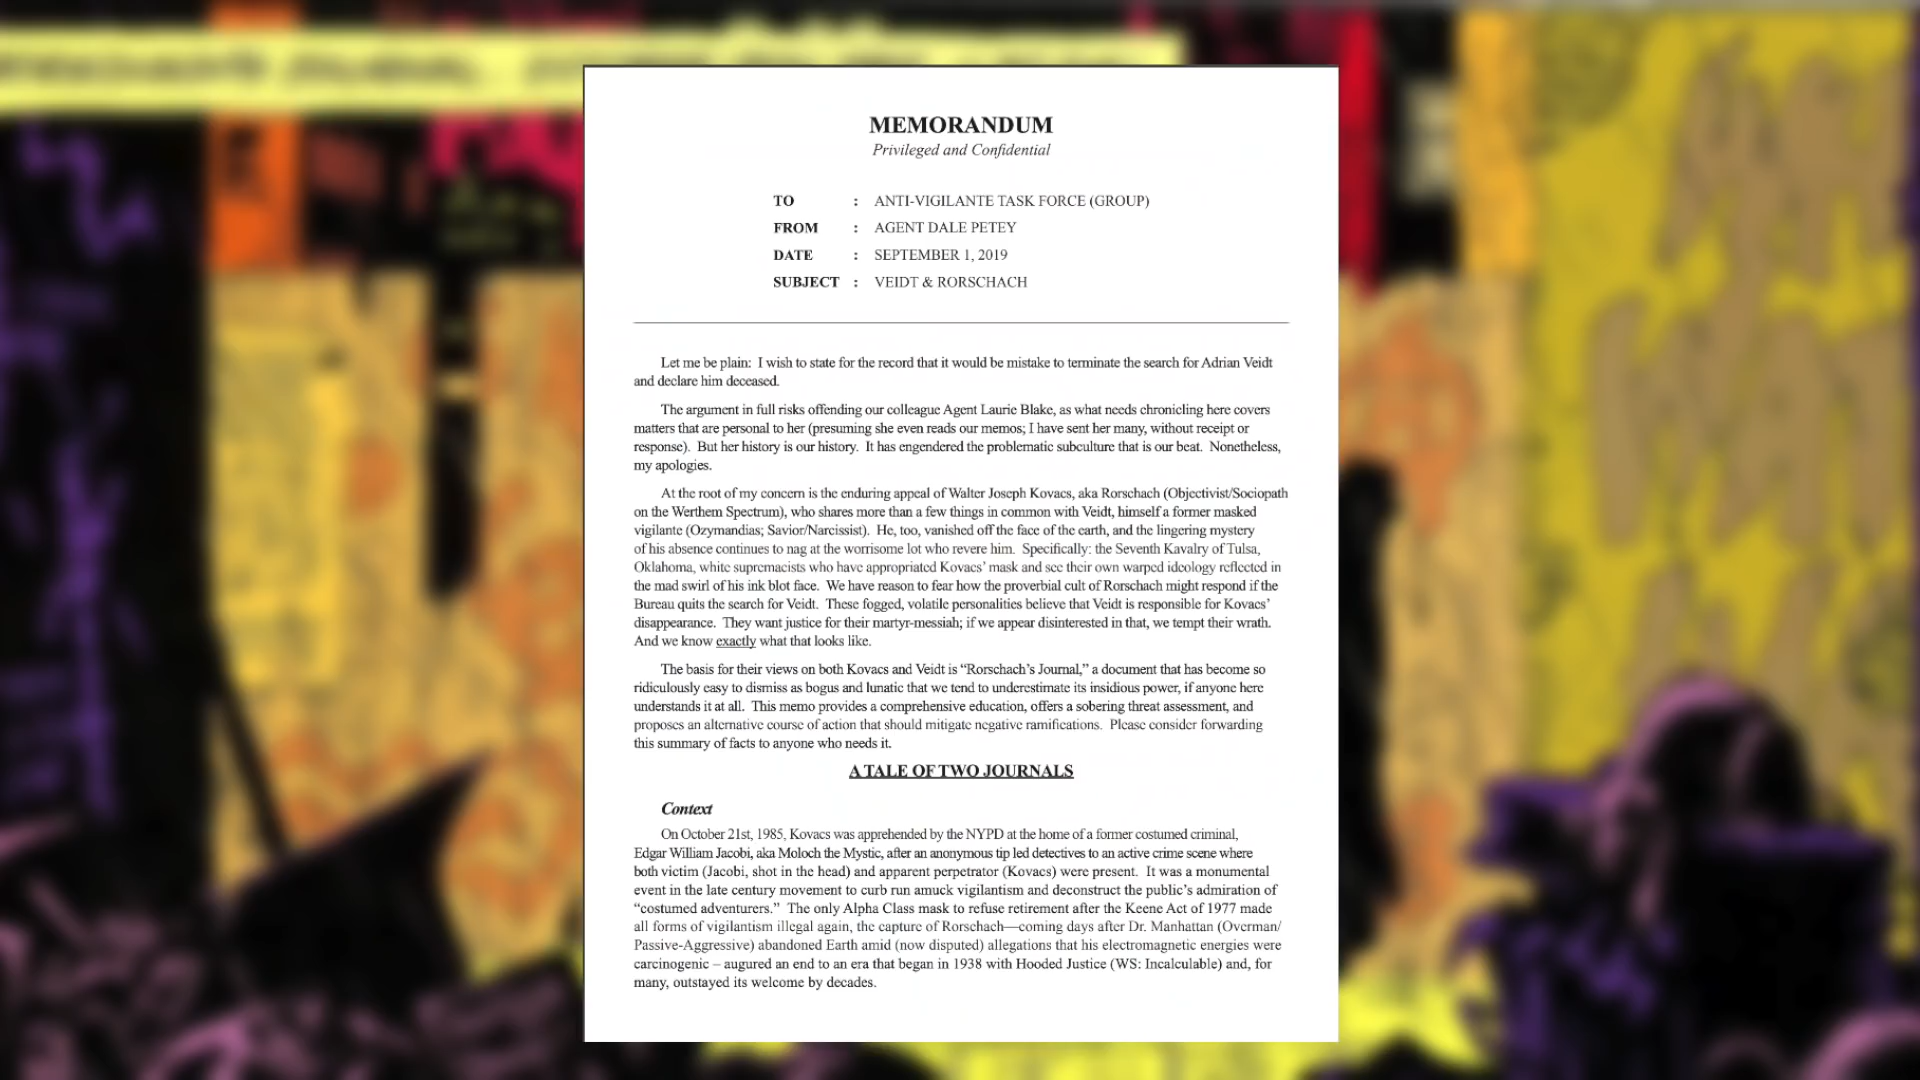 MEMORANDUM
Privileged and Confidential
TO : ANTI-VIGILANTE TASK FORCE (GROUP)
FROM : AGENT DALE PETEY
DATE : SEPTEMBER 1, 2019
SUBJECT : VEIDT & RORSCHACH
Let me be plain: I wish to state for the record that it would be mistake to terminate the search for Adrian Veidt
and declare him deceased.
The argument in full risks offending our colleague Agent Laurie Blake, as what needs chronicling here covers
matters that are personal to her (presuming she even reads our memos; I have sent her many, without receipt or
response). But her history is our history. It has engendered the problematic subculture that is our beat. Nonetheless,
my apologies.
At the root of my concern is the enduring appeal of Walter Joseph Kovacs, aka Rorschach (Objectivist/Sociopath
on the Werthem Spectrum), who shares more than a few things in common with Veidt, himself a former masked
vigilante (Ozymandias; Savior/Narcissist). He, too, vanished off the face of the earth, and the lingering mystery
of his absence continues to nag at the worrisome lot who revere him. Specifically: the Seventh Kavalry of Tulsa,
Oklahoma, white supremacists who have appropriated Kovacs’ mask and see their own warped ideology reflected in
the mad swirl of his ink blot face. We have reason to fear how the proverbial cult of Rorschach might respond if the
Bureau quits the search for Veidt. These fogged, volatile personalities believe that Veidt is responsible for Kovacs’
disappearance. They want justice for their martyr-messiah; if we appear disinterested in that, we tempt their wrath.
And we know exactly what that looks like.
The basis for their views on both Kovacs and Veidt is “Rorschach’s Journal,” a document that has become so
ridiculously easy to dismiss as bogus and lunatic that we tend to underestimate its insidious power, if anyone here
understands it at all. This memo provides a comprehensive education, offers a sobering threat assessment, and
proposes an alternative course of action that should mitigate negative ramifications. Please consider forwarding
this summary of facts to anyone who needs it.
A TALE OF TWO JOURNALS
Context
On October 21st, 1985, Kovacs was apprehended by the NYPD at the home of a former costumed criminal,
Edgar William Jacobi, aka Moloch the Mystic, after an anonymous tip led detectives to an active crime scene where
both victim (Jacobi, shot in the head) and apparent perpetrator (Kovacs) were present. It was a monumental
event in the late century movement to curb run amuck vigilantism and deconstruct the public’s admiration of
“costumed adventurers.” The only Alpha Class mask to refuse retirement after the Keene Act of 1977 made
all forms of vigilantism illegal again, the capture of Rorschach—coming days after Dr. Manhattan (Overman/
Passive-Aggressive) abandoned Earth amid (now disputed) allegations that his electromagnetic energies were
carcinogenic – augured an end to an era that began in 1938 with Hooded Justice (WS: Incalculable) and, for
many, outstayed its welcome by decades.